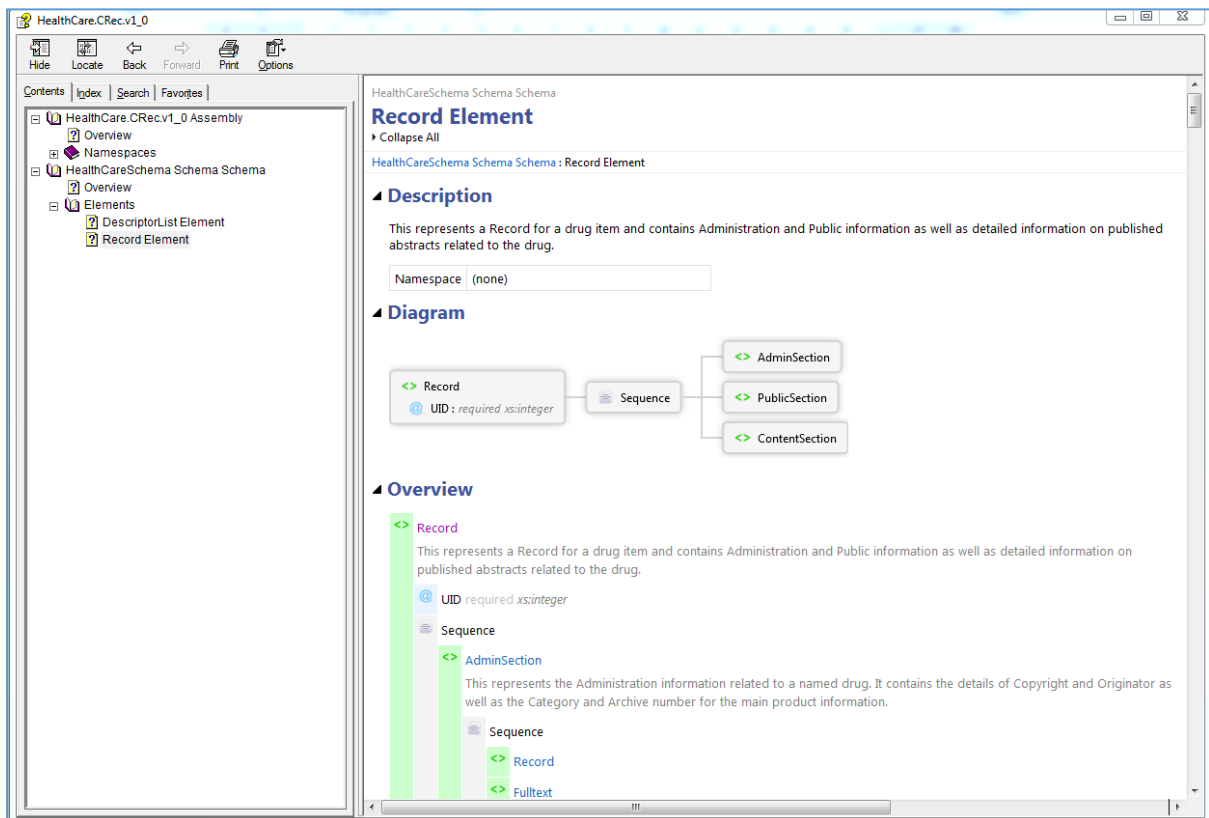 HealthCare.CRec.v1_0
Hide Locate Back Forward Print Options
Contents Index Search Favorites
HealthCare.CRec.v1_0 Assembly
Overview
Namespaces
HealthCareSchema Schema Schema
Overview
Elements
DescriptorList Element
Record Element
HealthCareSchema Schema Schema
Record Element
Collapse All
HealthCareSchema Schema Schema : Record Element
Description
This represents a Record for a drug item and contains Administration and Public information as well as detailed information on published
abstracts related to the drug.
Namespace (none)
Diagram
<> Record
@ UID : required xs:integer
Sequence
<> AdminSection
<> PublicSection
<> ContentSection
Overview
<> Record
This represents a Record for a drug item and contains Administration and Public information as well as detailed information on
published abstracts related to the drug.
@ UID required xs:integer
Sequence
<> AdminSection
This represents the Administration information related to a named drug. It contains the details of Copyright and Originator as
well as the Category and Archive number for the main product information.
Sequence
<> Record
<> Fulltext